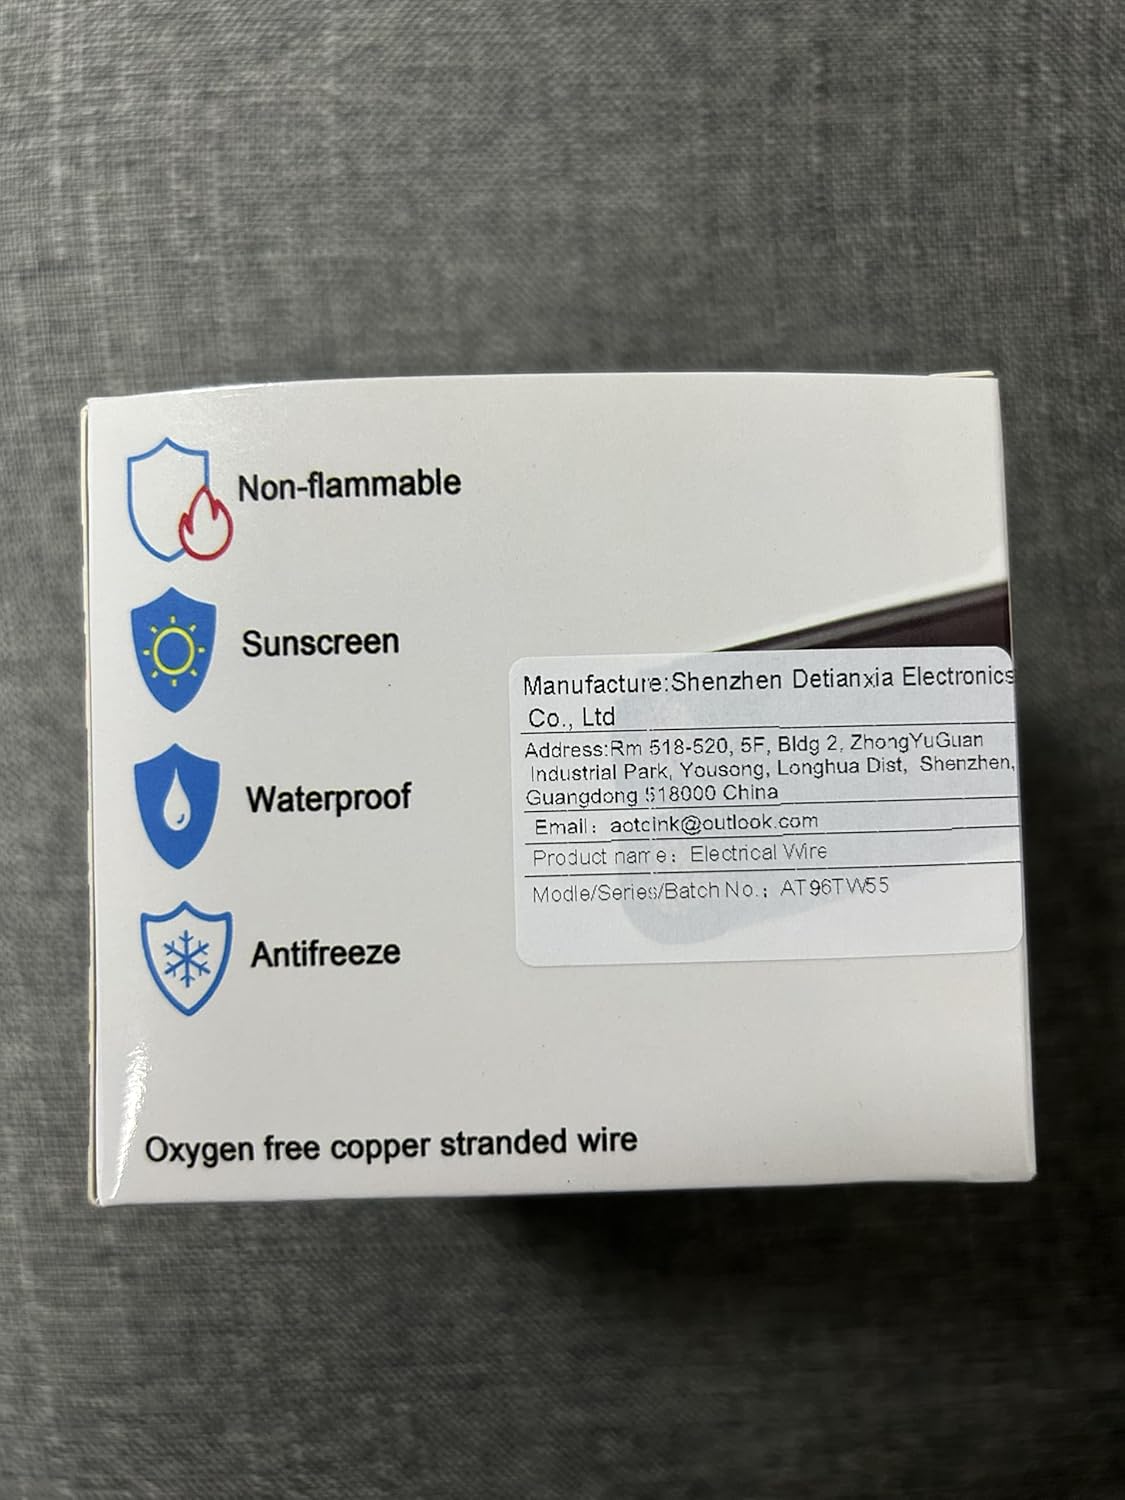 Non-flammable
Sunscreen
Waterproof
Antifreeze
Manufacture:Shenzhen Detianxia Electronics
Co., Ltd
Address:Rm 518-520, 5F, Bldg 2, ZhongYuGuan
Industrial Park, Yousong, Longhua Dist, Shenzhen,
Guangdong 518000 China
Email: aotcink@outlook.com
Product name: Electrical Wire
Modle/Series/Batch No.: AT96TW55
Oxygen free copper stranded wire